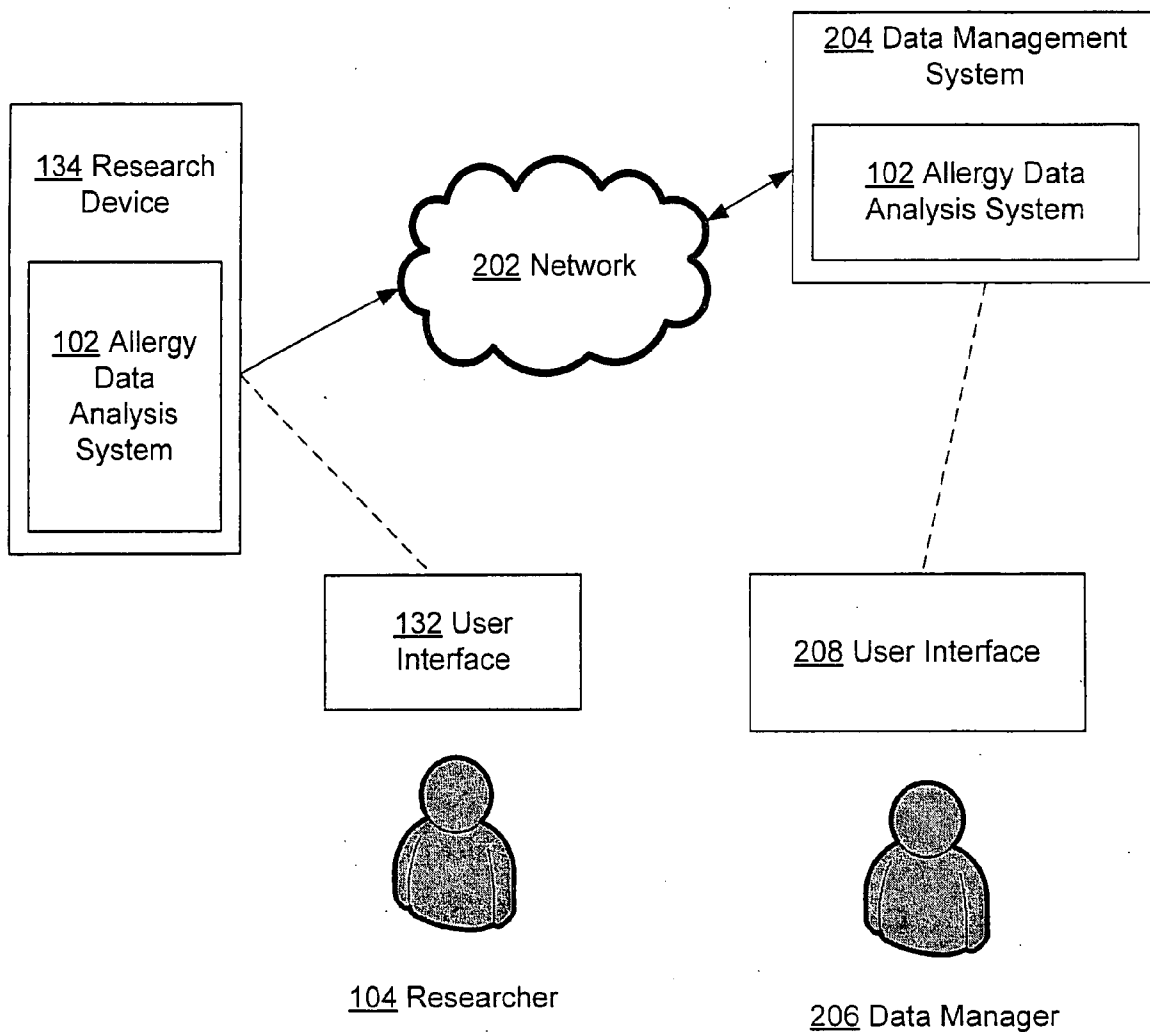 204 Data Management
System
102 Allergy Data
Analysis System
134 Research
Device
102 Allergy
Data
Analysis
System
202 Network
132 User
Interface
208 User Interface
104 Researcher
206 Data Manager